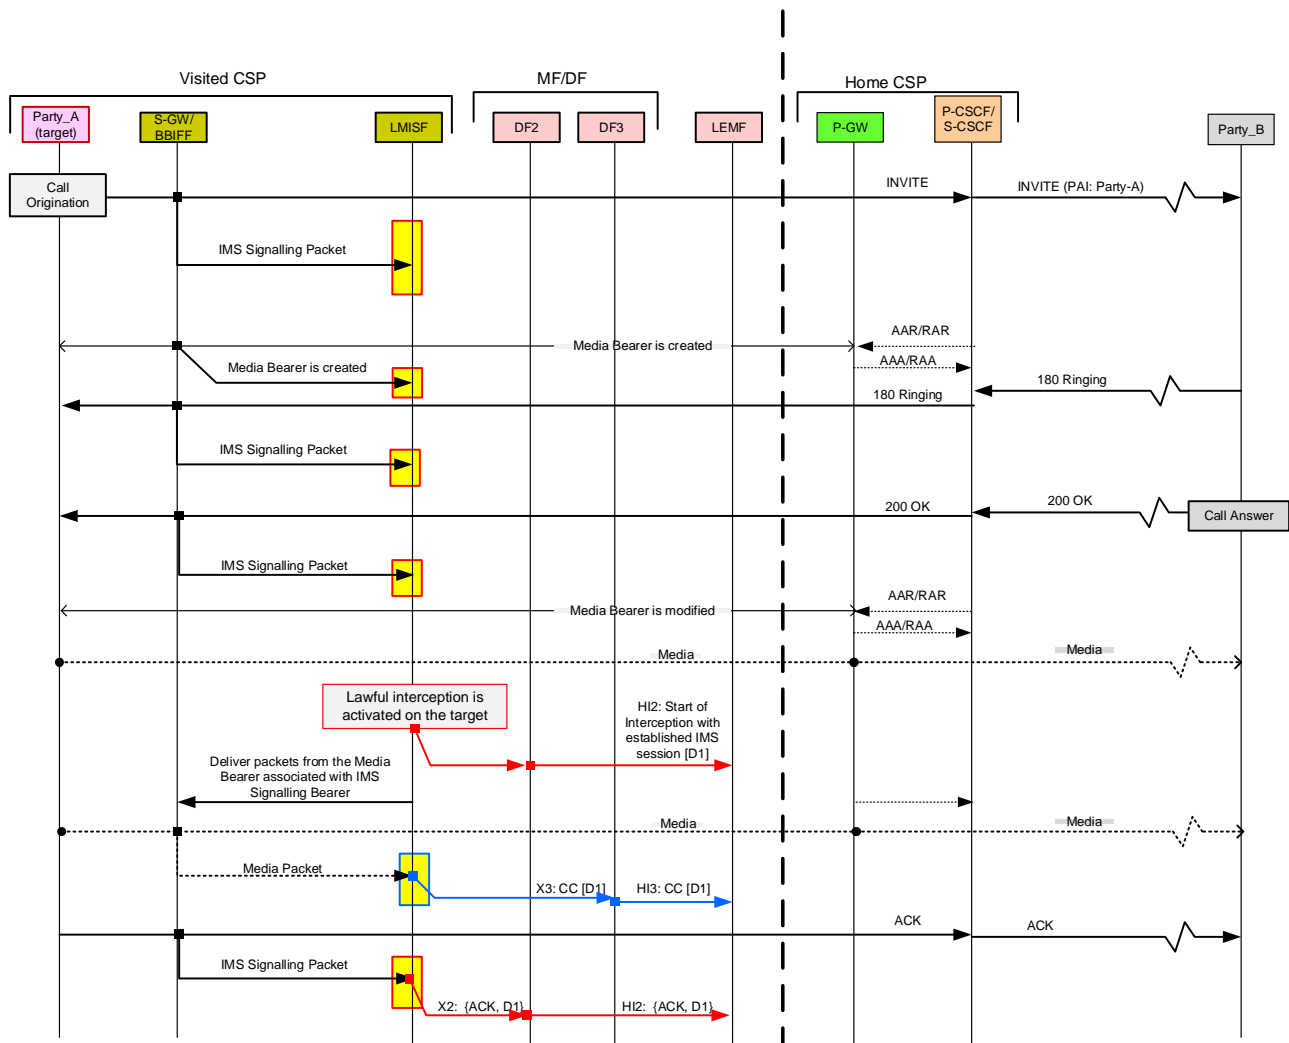 Visited CSP
MF/DF
Home CSP
Party_A
(target)
S-GW/
BBIFF
LMISF
DF2
DF3
LEMF
P-GW
P-CSCF/
S-CSCF
Party_B
Call
Origination
INVITE
INVITE (PAI: Party-A)
IMS Signalling Packet
AAR/RAR
Media Bearer is created
AAA/RAA
Media Bearer is created
180 Ringing
180 Ringing
IMS Signalling Packet
200 OK
200 OK
Call Answer
IMS Signalling Packet
AAR/RAR
Media Bearer is modified
AAA/RAA
Media
Media
Lawful interception is
activated on the target
HI2: Start of
Interception with
established IMS
session [D1]
Deliver packets from the Media
Bearer associated with IMS
Signalling Bearer
Media
Media
Media Packet
X3: CC [D1]
HI3: CC [D1]
ACK
ACK
IMS Signalling Packet
X2: {ACK, D1}
HI2: {ACK, D1}